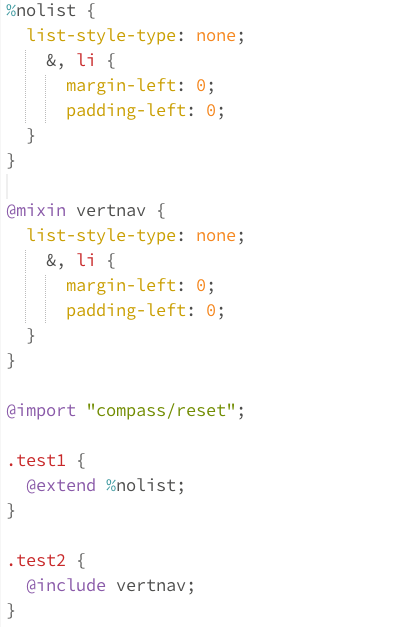 %nolist {
  list-style-type: none;
    &, li {
      margin-left: 0;
      padding-left: 0;
  }
}

@mixin vertnav {
  list-style-type: none;
    &, li {
      margin-left: 0;
      padding-left: 0;
  }
}

@import "compass/reset";

.test1 {
  @extend %nolist;
}

.test2 {
  @include vertnav;
}